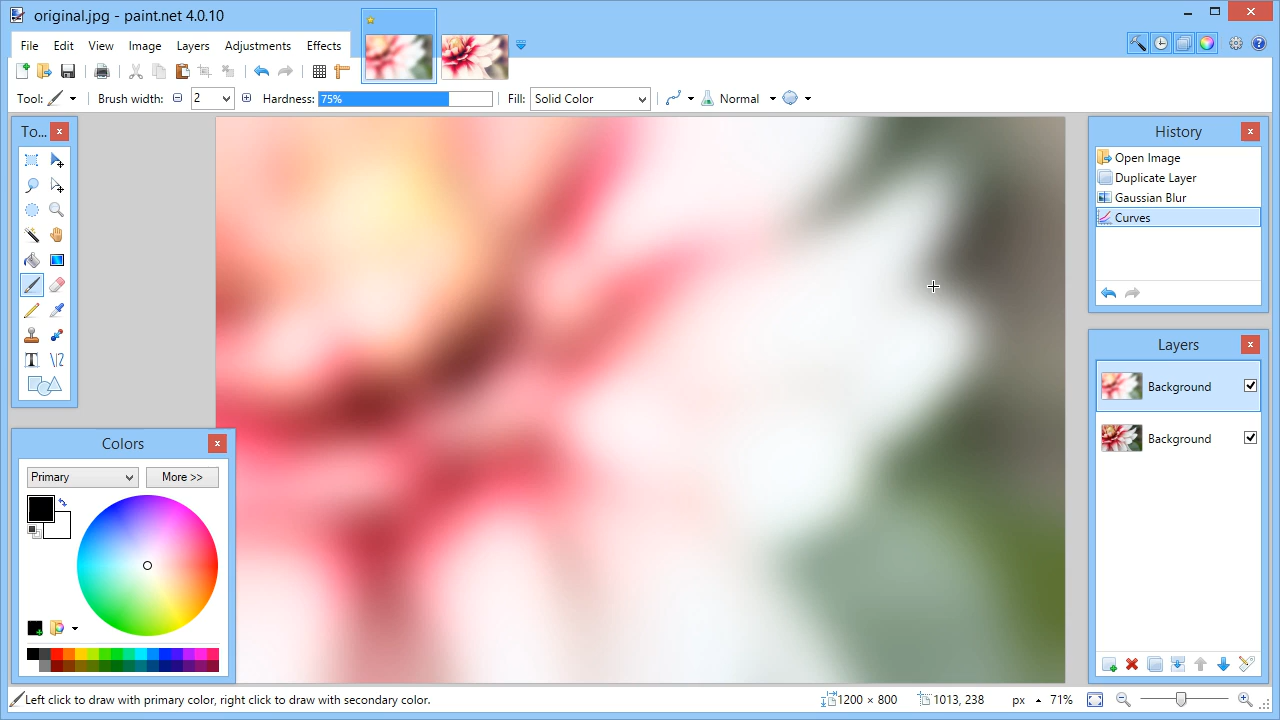 original.jpg - paint.net 4.0.10
File Edit View Image Layers Adjustments Effects
Tool: Brush width: 2 Hardness: 75% Fill: Solid Color Normal
To...
History
Open Image
Duplicate Layer
Gaussian Blur
Curves
Layers
Background
Background
Colors
Primary More >>
Left click to draw with primary color, right click to draw with secondary color. 1200 × 800 1013, 238 px 71%